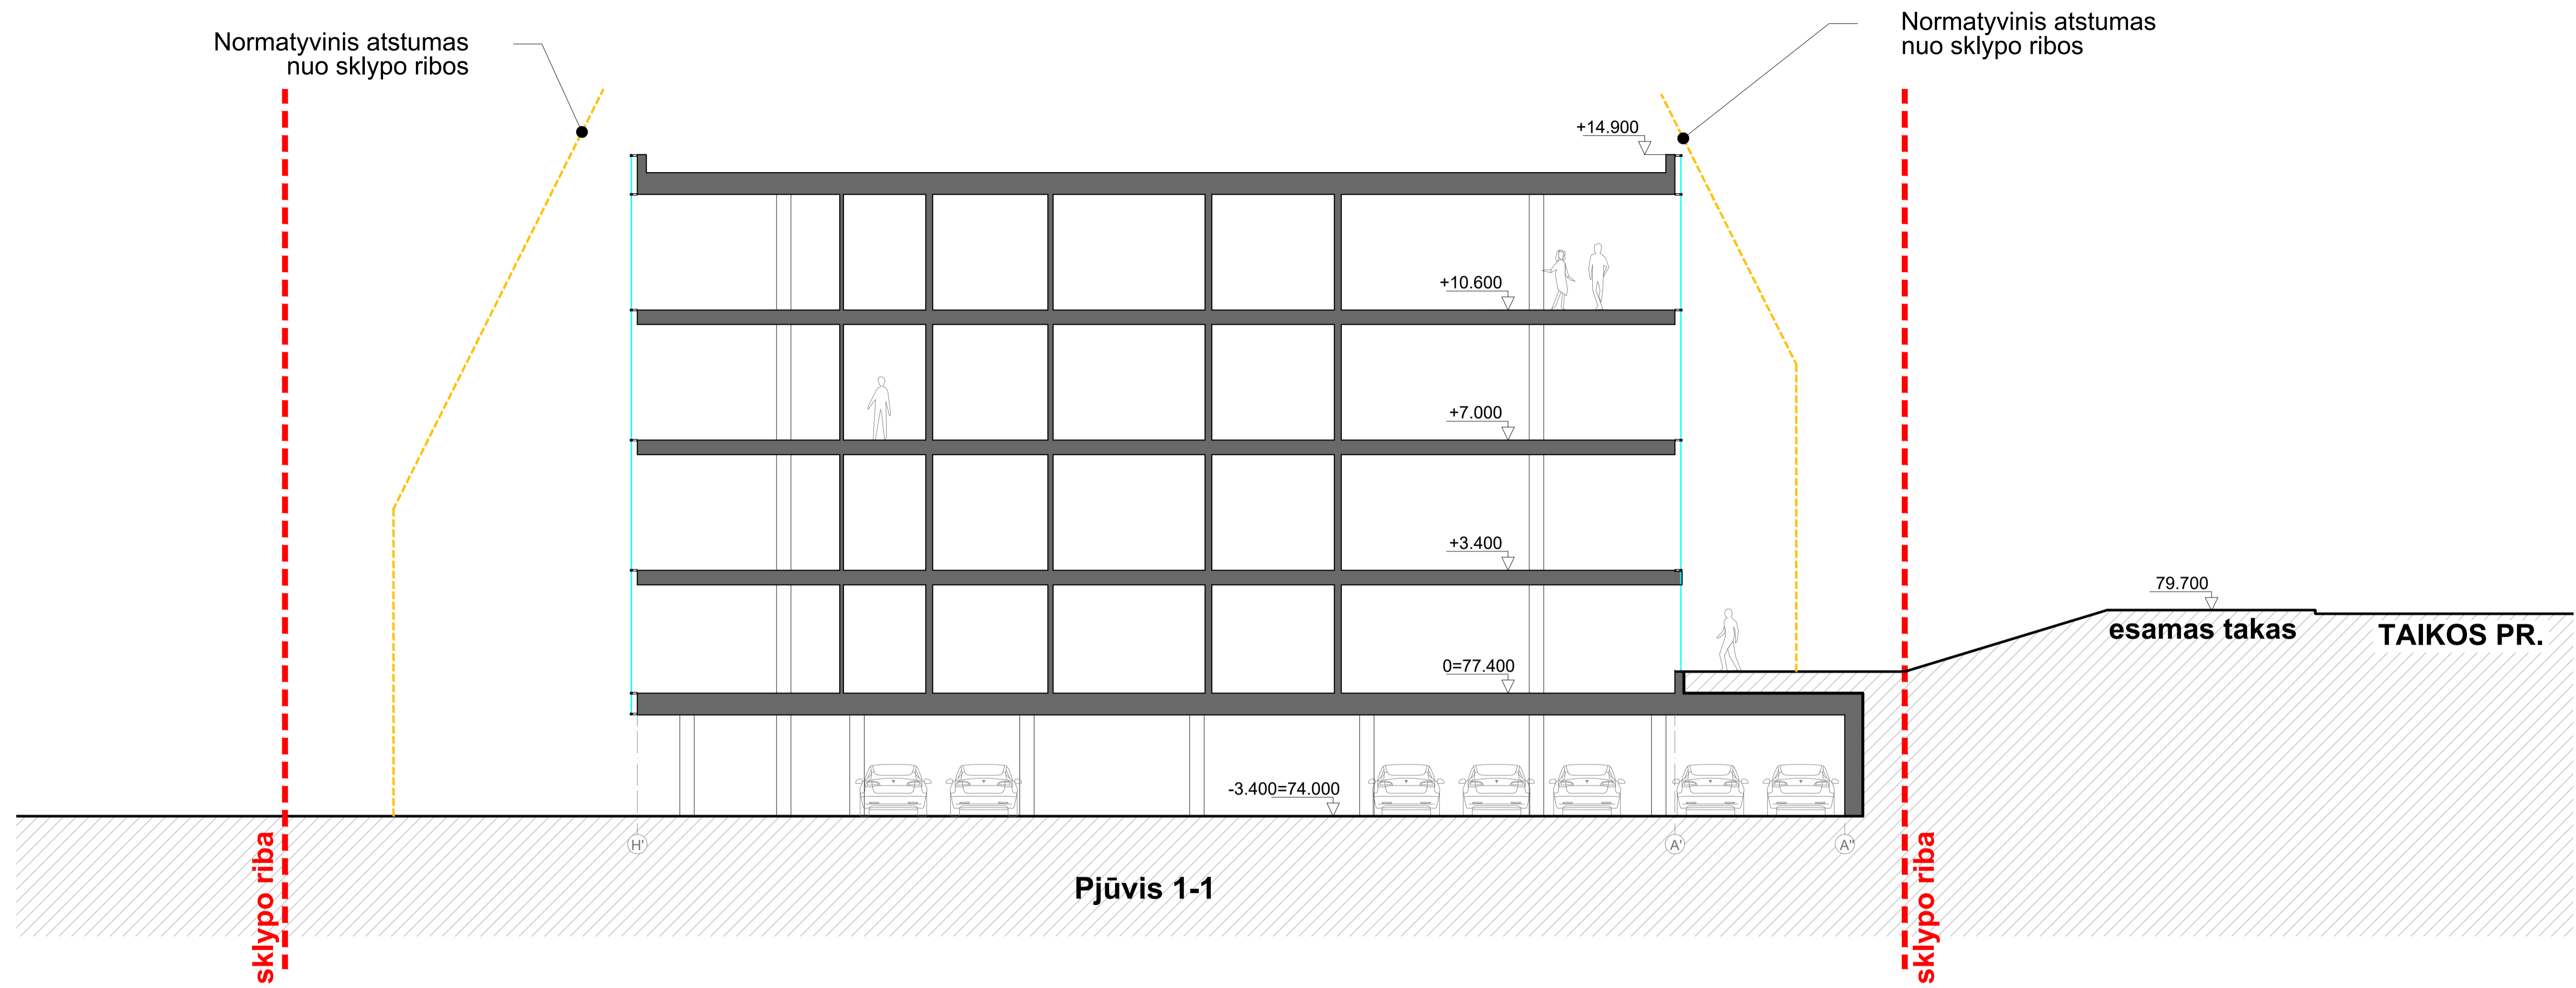 Normatyvinis atstumas
nuo sklypo ribos
Normatyvinis atstumas
nuo sklypo ribos
+14.900
+10.600
+7.000
+3.400
79.700
esamas takas
TAIKOS PR.
0=77.400
-3.400=74.000
H'
A'
A"
sklypo riba
sklypo riba
Pjūvis 1-1